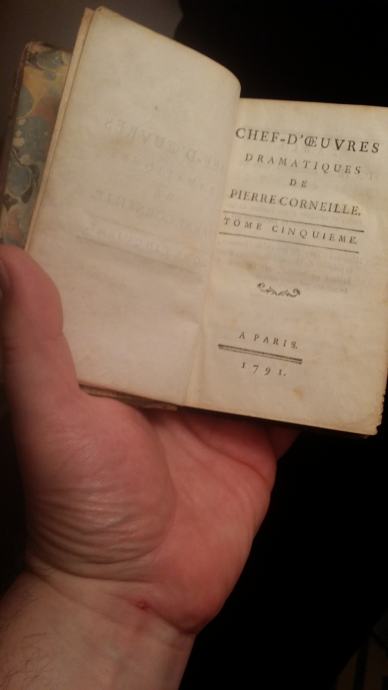 CHEF-D'ŒUVRES
DRAMATIQUES
DE
PIERRE CORNEILLE.
TOME CINQUIEME.
A PARIS.
1791.